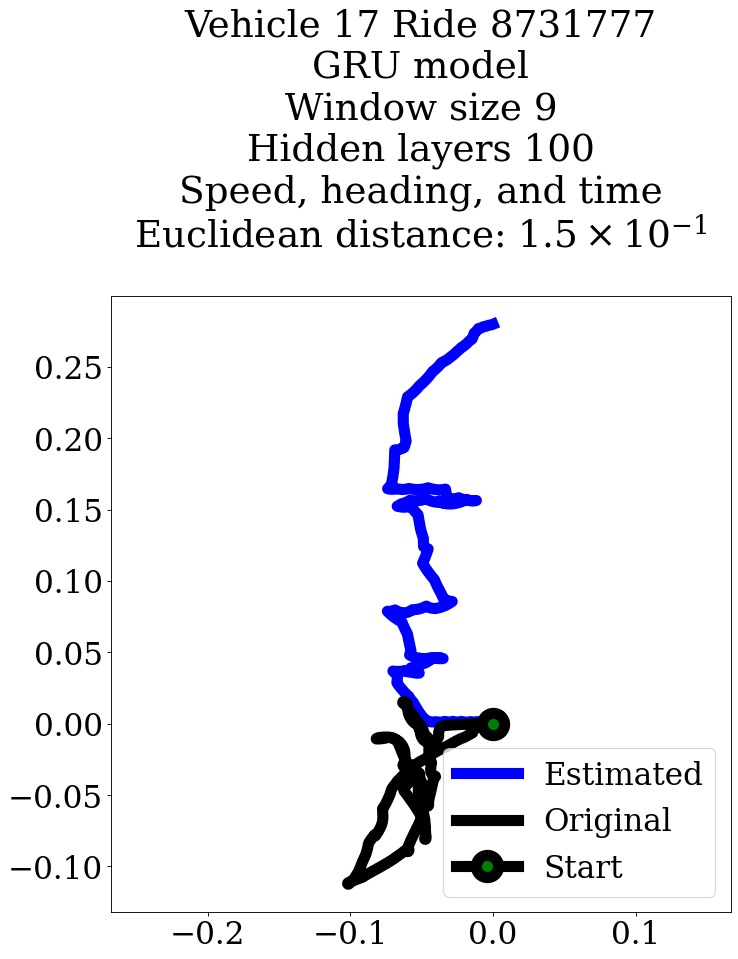 Vehicle 17 Ride 8731777
GRU model
Window size 9
Hidden layers 100
Speed, heading, and time
Euclidean distance: 1.5 × 10⁻¹
0.25
0.20
0.15
0.10
0.05
0.00
−0.05
−0.10
Estimated
Original
Start
−0.2 −0.1 0.0 0.1